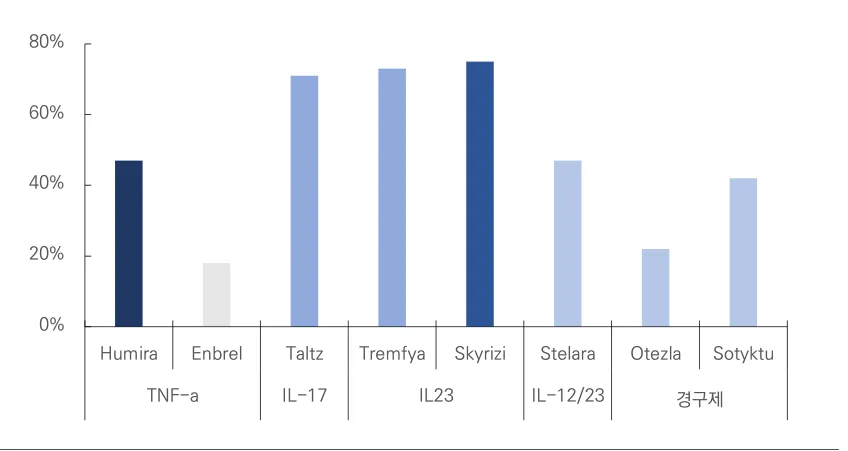 80%
60%
40%
20%
0%
Humira Enbrel Taltz Tremfya Skyrizi Stelara Otezla Sotyktu
TNF-a IL-17 IL23 IL-12/23 경구제